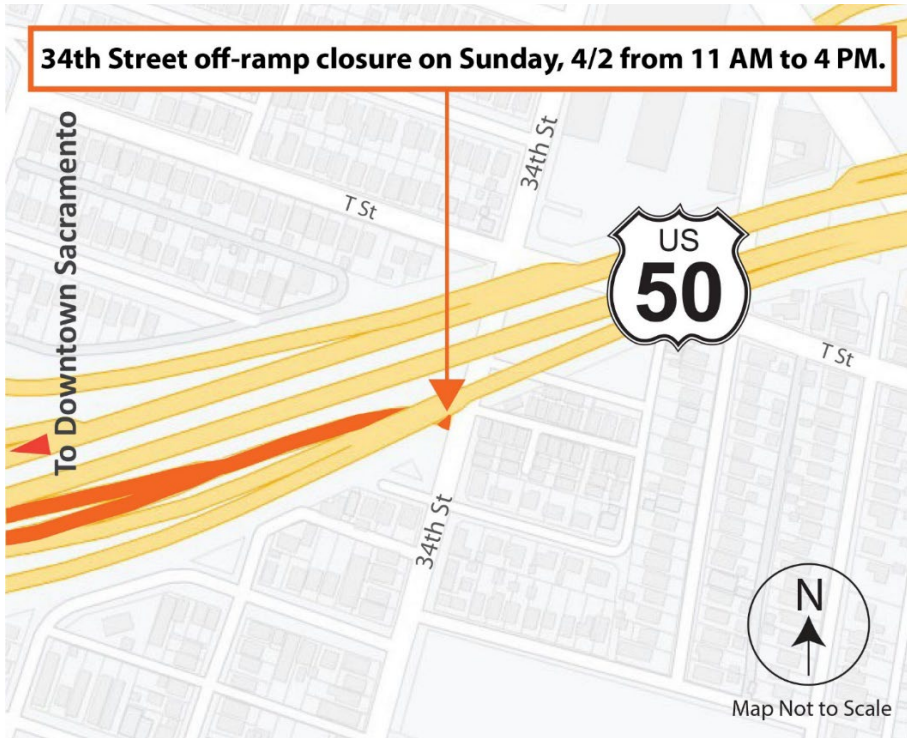 34th Street off-ramp closure on Sunday, 4/2 from 11 AM to 4 PM.
To Downtown Sacramento
34th St
T St
US
50
T St
34th St
N
Map Not to Scale